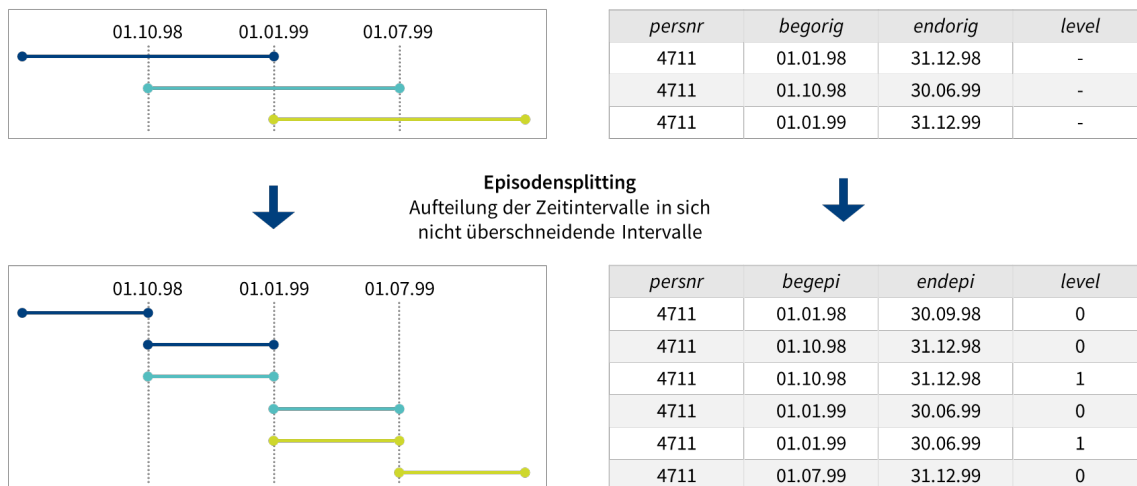 01.10.98 01.01.99 01.07.99
persnr begorig endorig level
4711 01.01.98 31.12.98 -
4711 01.10.98 30.06.99 -
4711 01.01.99 31.12.99 -
Episodensplitting
Aufteilung der Zeitintervalle in sich
nicht überschneidende Intervalle
01.10.98 01.01.99 01.07.99
persnr begepi endepi level
4711 01.01.98 30.09.98 0
4711 01.10.98 31.12.98 0
4711 01.10.98 31.12.98 1
4711 01.01.99 30.06.99 0
4711 01.01.99 30.06.99 1
4711 01.07.99 31.12.99 0